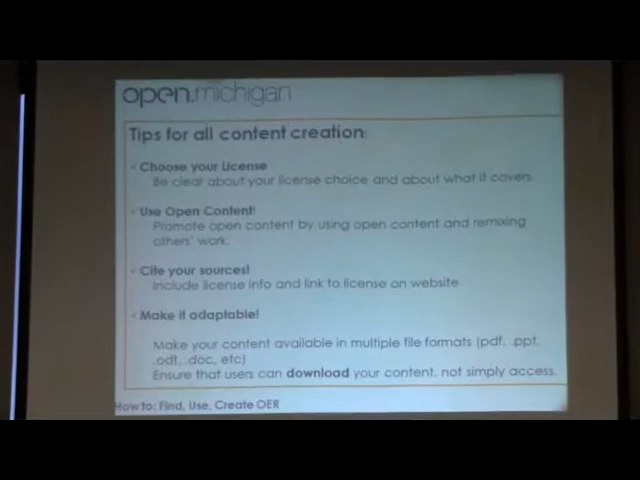 open.michigan
Tips for all content creation:
Choose your License
Be clear about your license choice and about what it covers.
Use Open Content!
Promote open content by using open content and remixing
others' work.
Cite your sources!
Include license info and link to license on website
Make it adaptable!
Make your content available in multiple file formats (pdf, .ppt,
.odt, .doc, etc)
Ensure that users can download your content, not simply access.
How to: Find, Use, Create OER